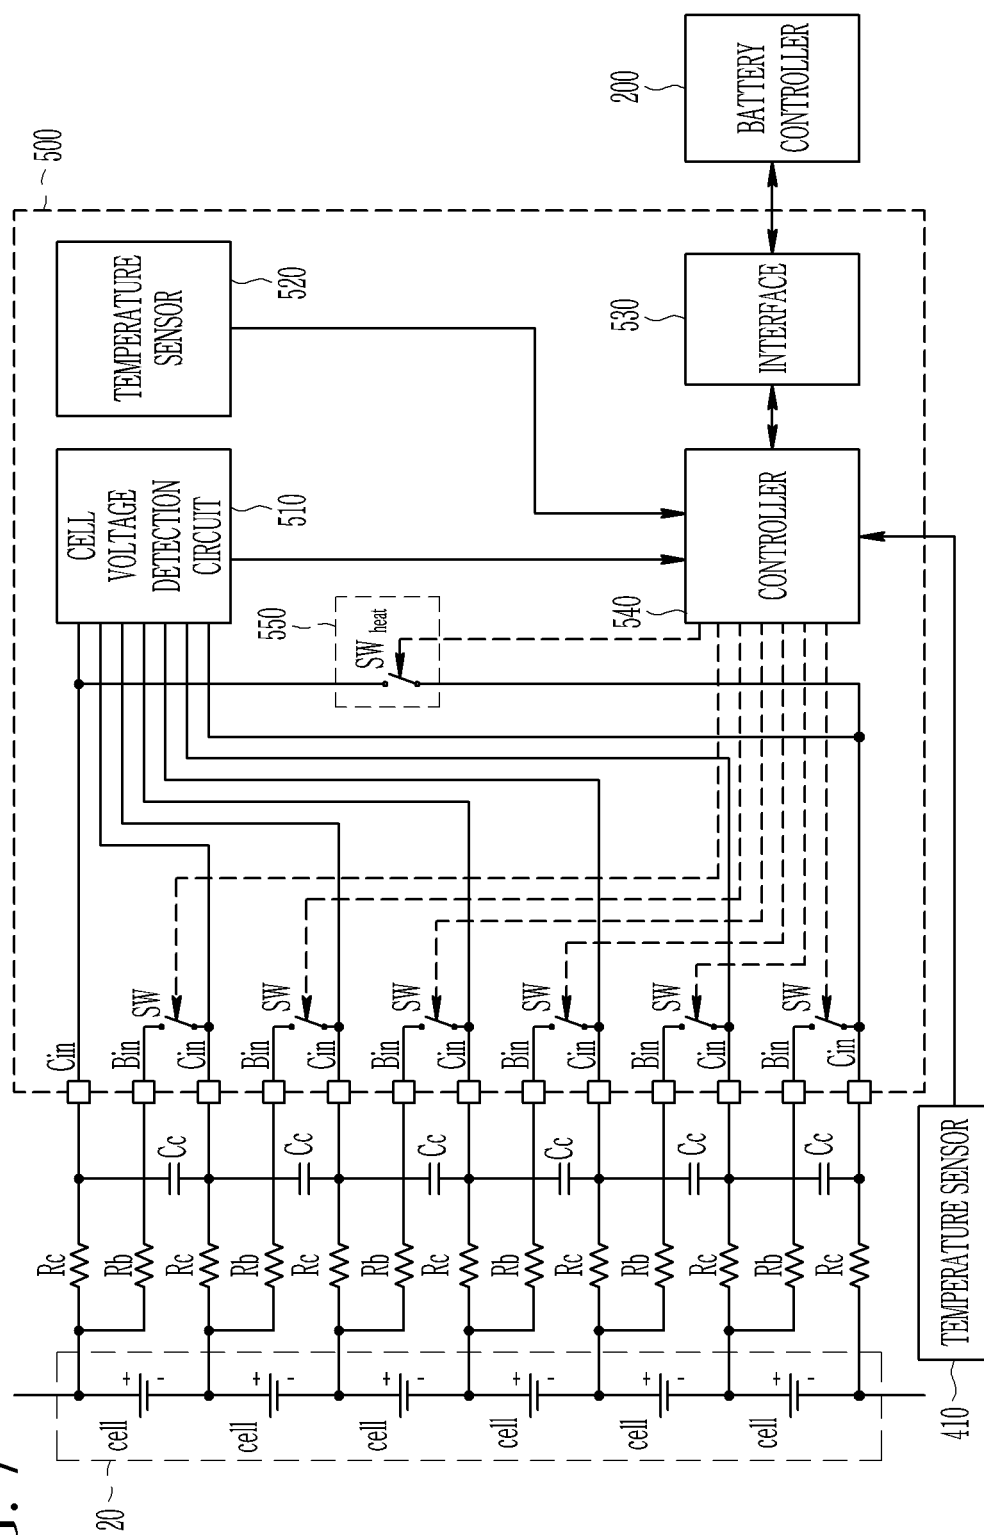 500
TEMPERATURE
SENSOR
520
CELL
VOLTAGE
DETECTION
CIRCUIT
510
550
SW heat
540
CONTROLLER
530
INTERFACE
200
BATTERY
CONTROLLER
Cin
Bin
SW
Cin
Bin
SW
Cin
Bin
SW
Cin
Bin
SW
Cin
Bin
SW
Cin
Bin
SW
Cin
Cc
Cc
Cc
Cc
Cc
Cc
Rc
Rb
Rc
Rb
Rc
Rb
Rc
Rb
Rc
Rb
Rc
Rb
Rc
+ -
cell
+ -
cell
+ -
cell
+ -
cell
+ -
cell
+ -
cell
20
TEMPERATURE SENSOR
410